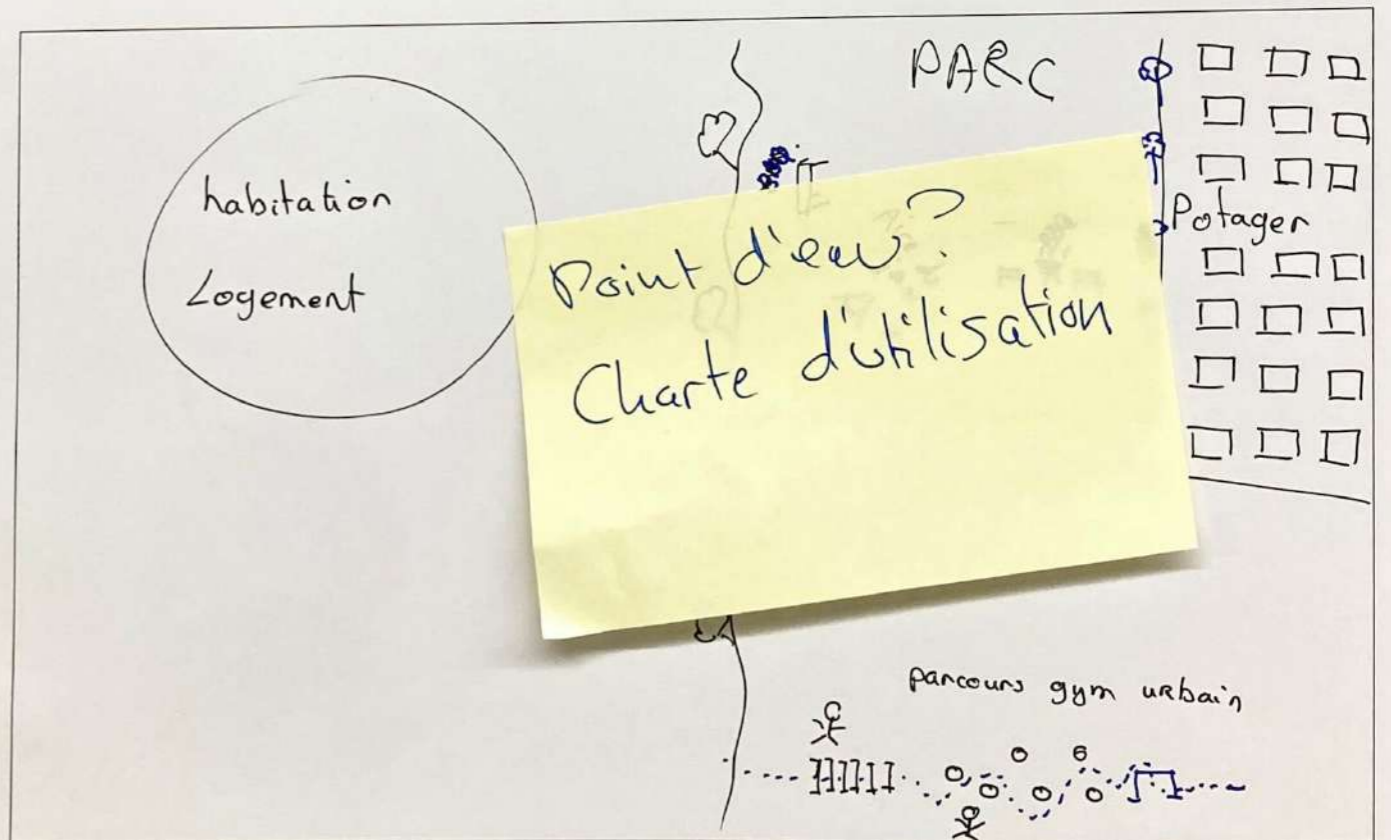 PARC
habitation
Logement
Potager
Point d'eau?
Charte d'utilisation
parcours gym urbain